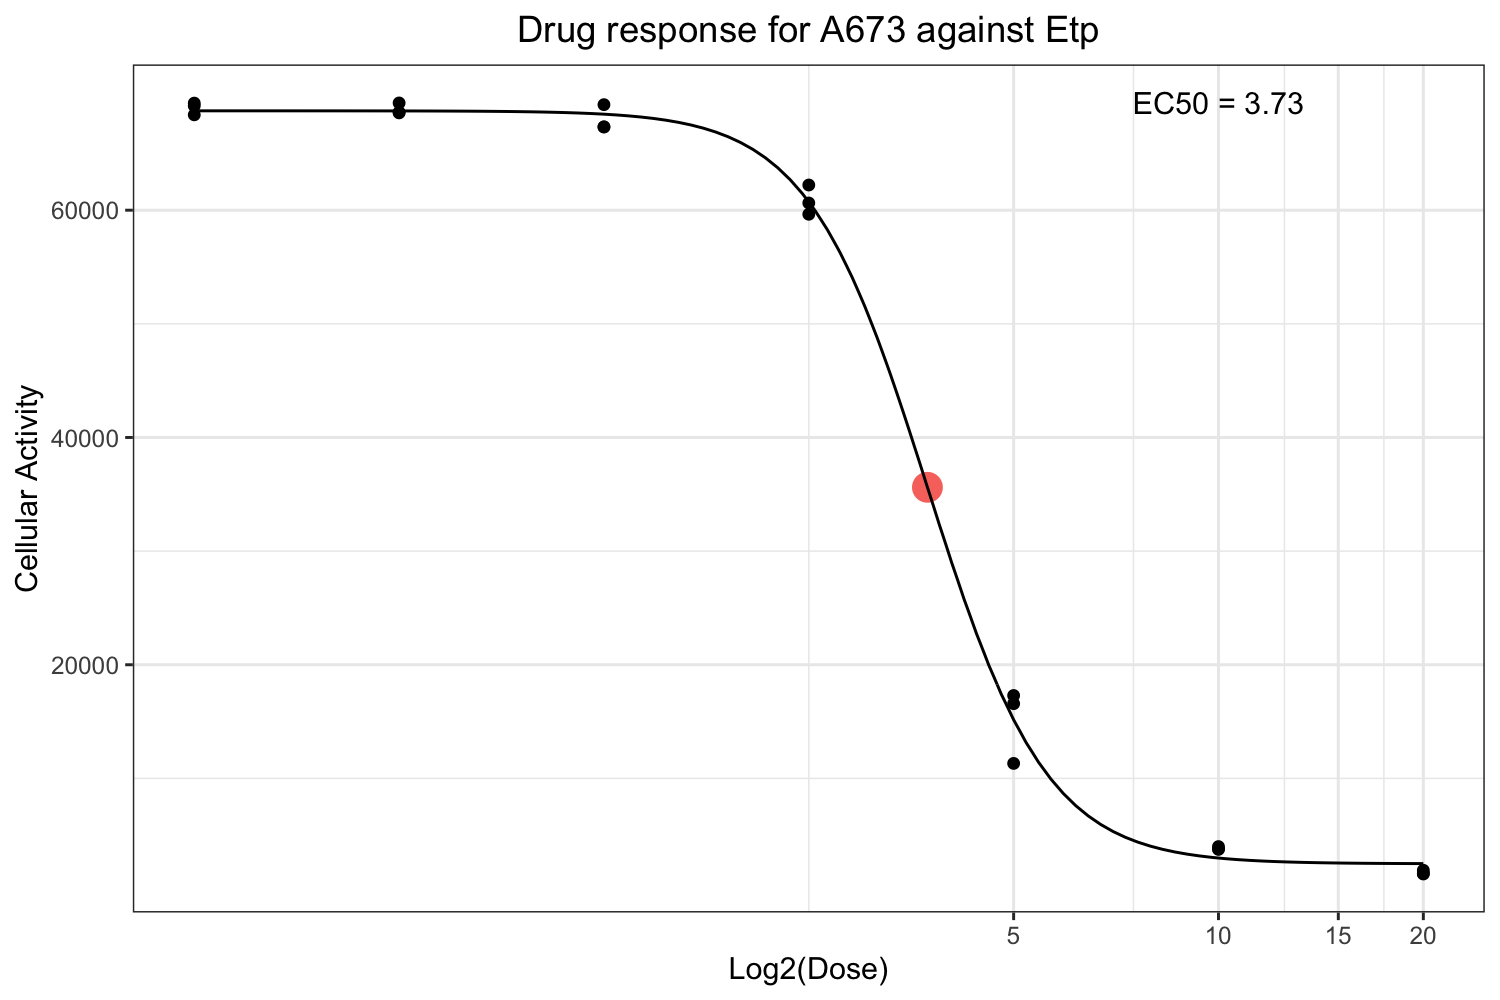 Drug response for A673 against Etp
EC50 = 3.73
60000
40000
20000
Cellular Activity
5 10 15 20
Log2(Dose)